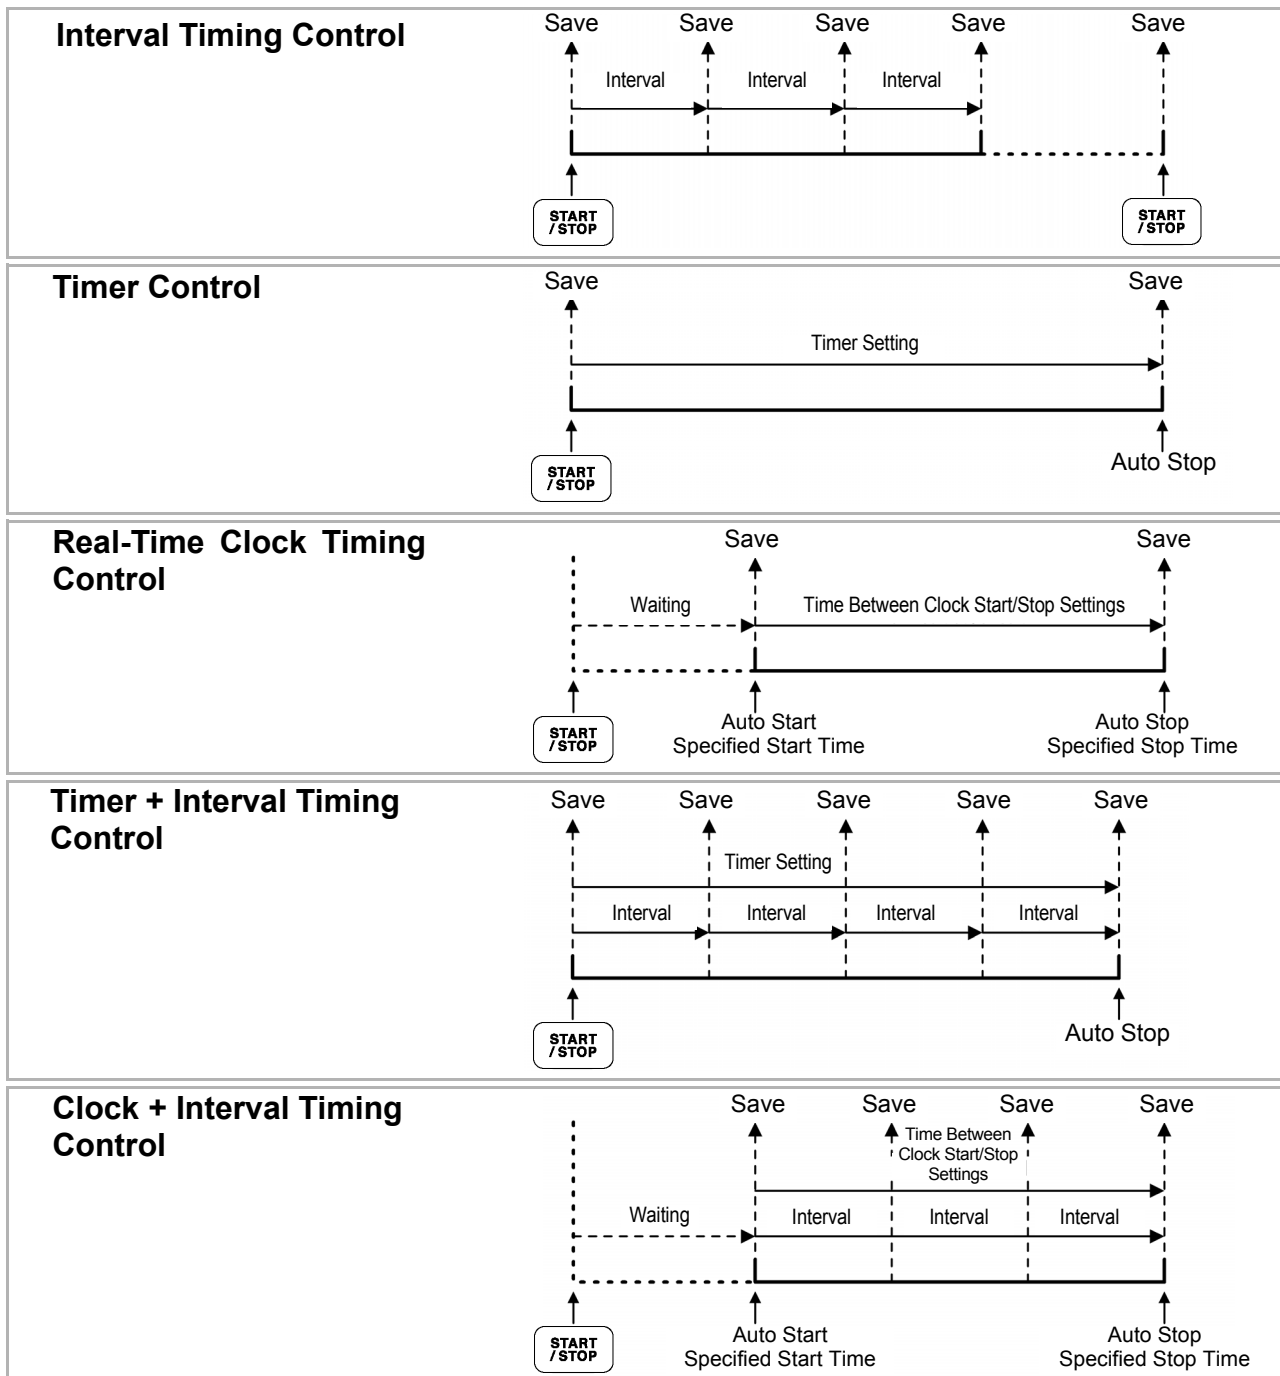 Interval Timing Control
Save Save Save Save Save
Interval Interval Interval
START
/STOP
START
/STOP
Timer Control
Save Save
Timer Setting
START
/STOP
Auto Stop
Real-Time Clock Timing
Control
Save Save
Waiting Time Between Clock Start/Stop Settings
START
/STOP
Auto Start
Specified Start Time
Auto Stop
Specified Stop Time
Timer + Interval Timing
Control
Save Save Save Save Save
Timer Setting
Interval Interval Interval Interval
START
/STOP
Auto Stop
Clock + Interval Timing
Control
Save Save Save Save
Time Between
Clock Start/Stop
Settings
Waiting Interval Interval Interval
START
/STOP
Auto Start
Specified Start Time
Auto Stop
Specified Stop Time